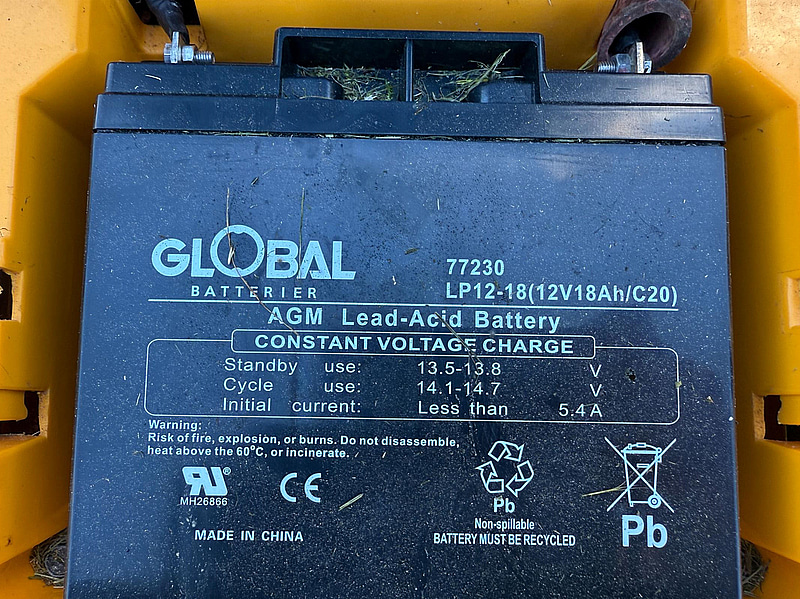 GLOBAL
BATTERIER
77230
LP12-18(12V18Ah/C20)
AGM Lead-Acid Battery
CONSTANT VOLTAGE CHARGE
Standby use: 13.5-13.8 V
Cycle use: 14.1-14.7 V
Initial current: Less than 5.4 A
Warning:
Risk of fire, explosion, or burns. Do not disassemble,
heat above the 60°C, or incinerate.
RU®
MH26866
CE
Pb
Non-spillable
BATTERY MUST BE RECYCLED
Pb
MADE IN CHINA